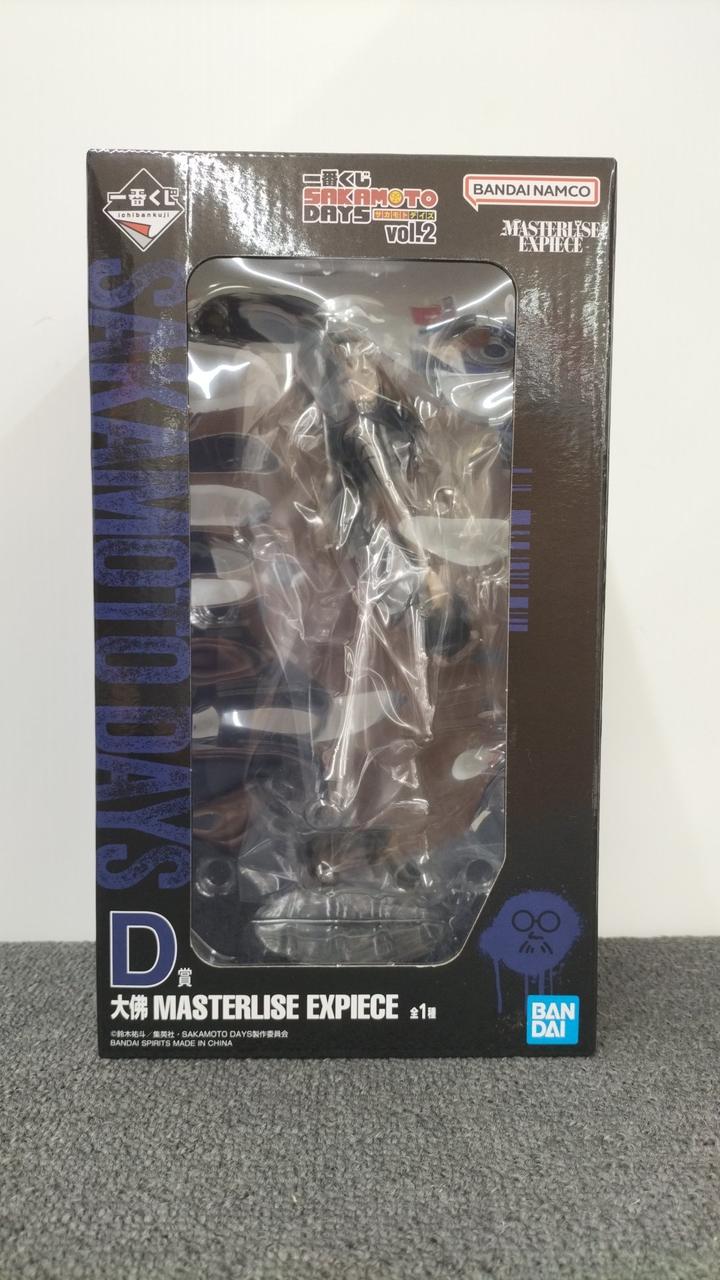 一番くじ
ichibankuji
一番くじ
SAKAMOTO
DAYS サカモトデイズ
vol.2
BANDAI NAMCO
MASTERLISE
EXPIECE
SAKAMOTO DAYS
D賞
大佛 MASTERLISE EXPIECE 全1種
©鈴木祐斗／集英社・SAKAMOTO DAYS製作委員会
BANDAI SPIRITS MADE IN CHINA
BAN
DAI